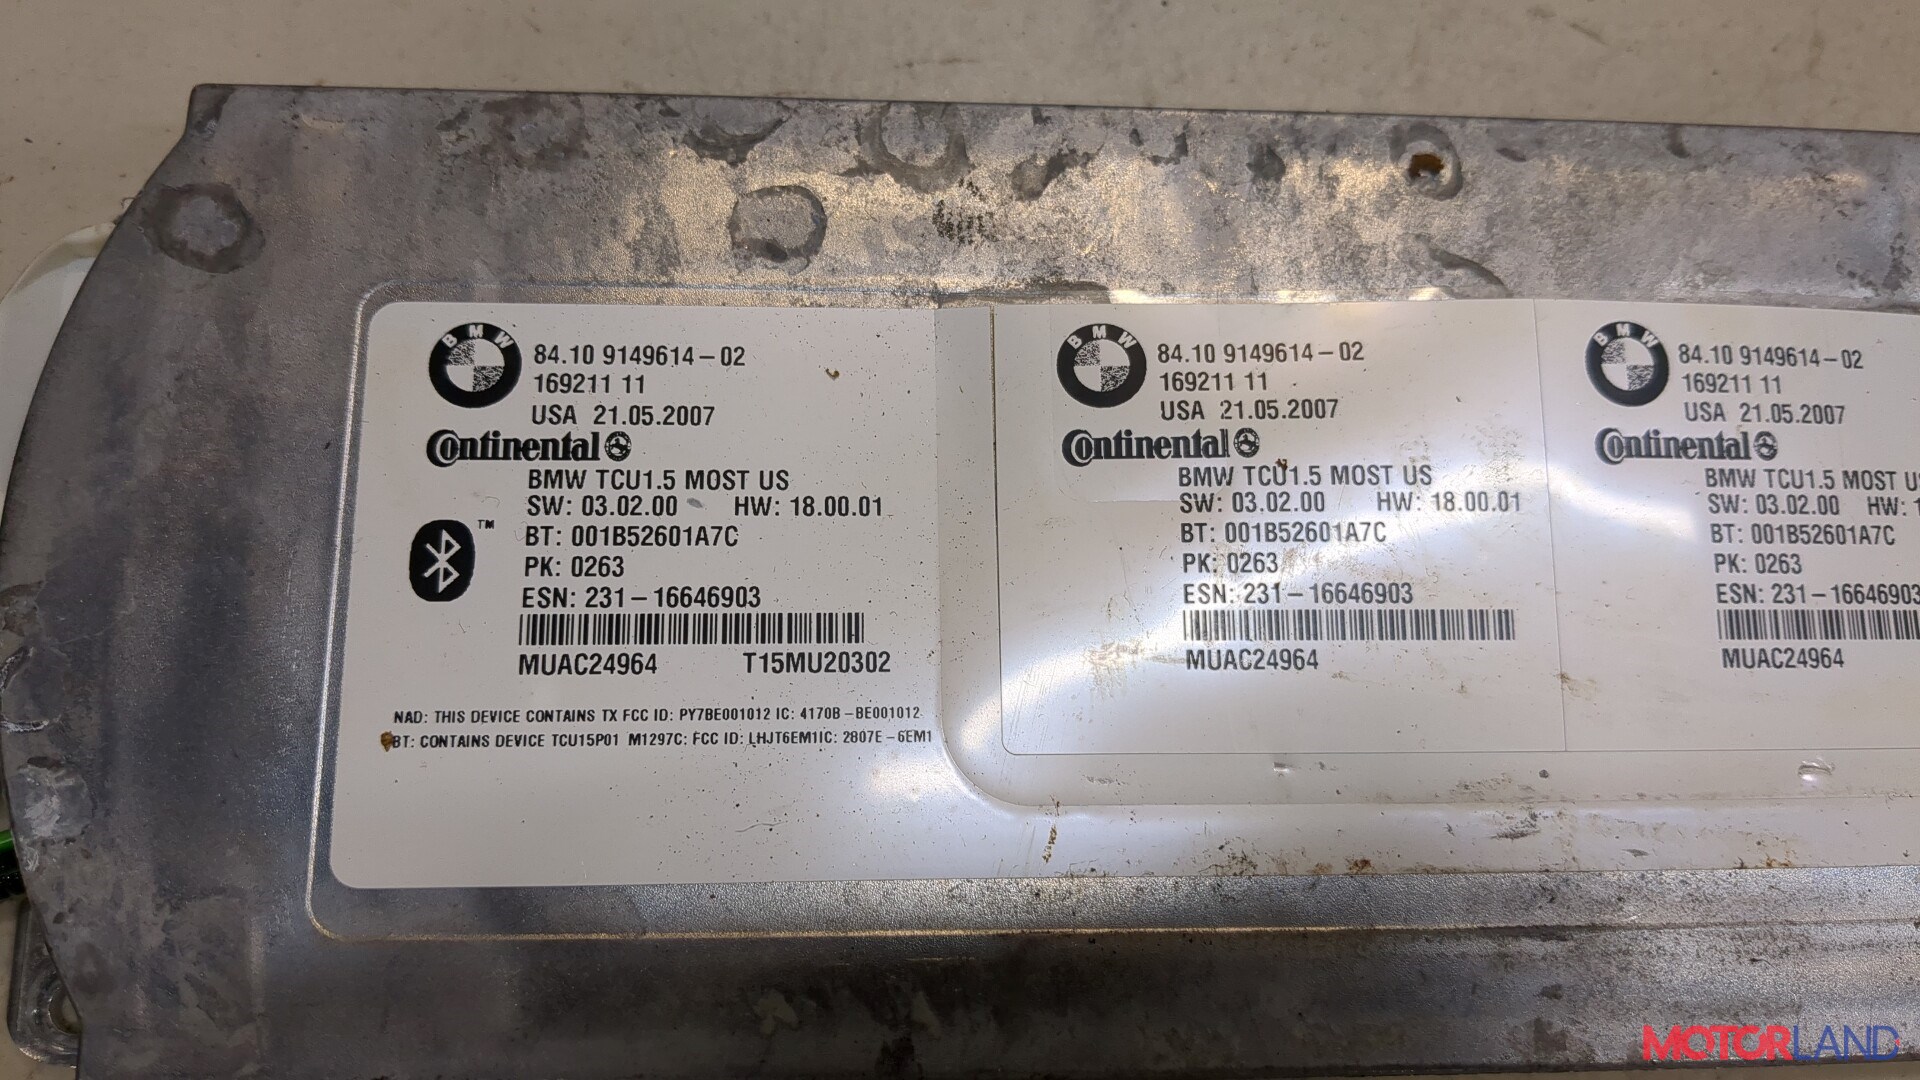 BMW
84.10 9149614-02
169211 11
USA 21.05.2007
Continental
BMW TCU1.5 MOST US
SW: 03.02.00 HW: 18.00.01
™
BT: 001B52601A7C
PK: 0263
ESN: 231-16646903
MUAC24964 T15MU20302
NAD: THIS DEVICE CONTAINS TX FCC ID: PY7BE001012 IC: 4170B-BE001012
BT: CONTAINS DEVICE TCU15P01 M1297C: FCC ID: LHJT6EM1IC: 2807E-6EM1
BMW
84.10 9149614-02
169211 11
USA 21.05.2007
Continental
BMW TCU1.5 MOST US
SW: 03.02.00 HW: 18.00.01
BT: 001B52601A7C
PK: 0263
ESN: 231-16646903
MUAC24964
BMW
84.10 9149614-02
169211 11
USA 21.05.2007
Continental
BMW TCU1.5 MOST US
SW: 03.02.00 HW: 1
BT: 001B52601A7C
PK: 0263
ESN: 231-16646903
MUAC24964
MOTORLAND